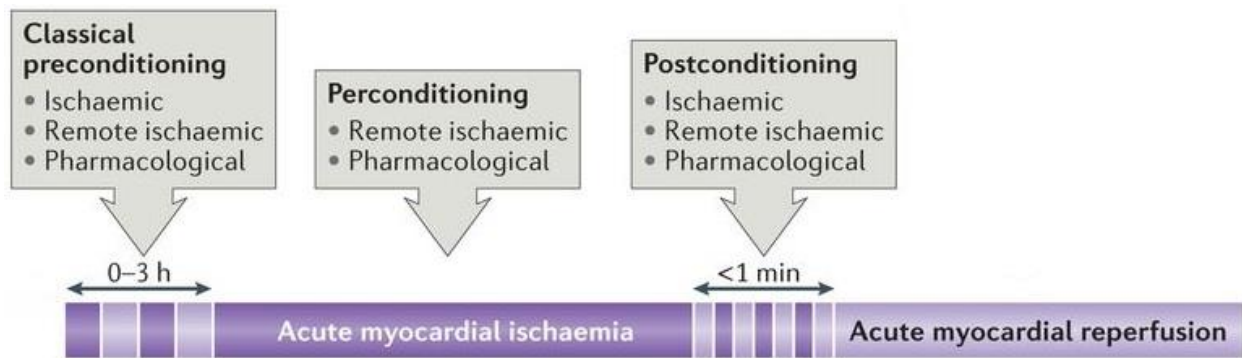 Classical
preconditioning
• Ischaemic
• Remote ischaemic
• Pharmacological
Perconditioning
• Remote ischaemic
• Pharmacological
Postconditioning
• Ischaemic
• Remote ischaemic
• Pharmacological
0–3 h
<1 min
Acute myocardial ischaemia
Acute myocardial reperfusion